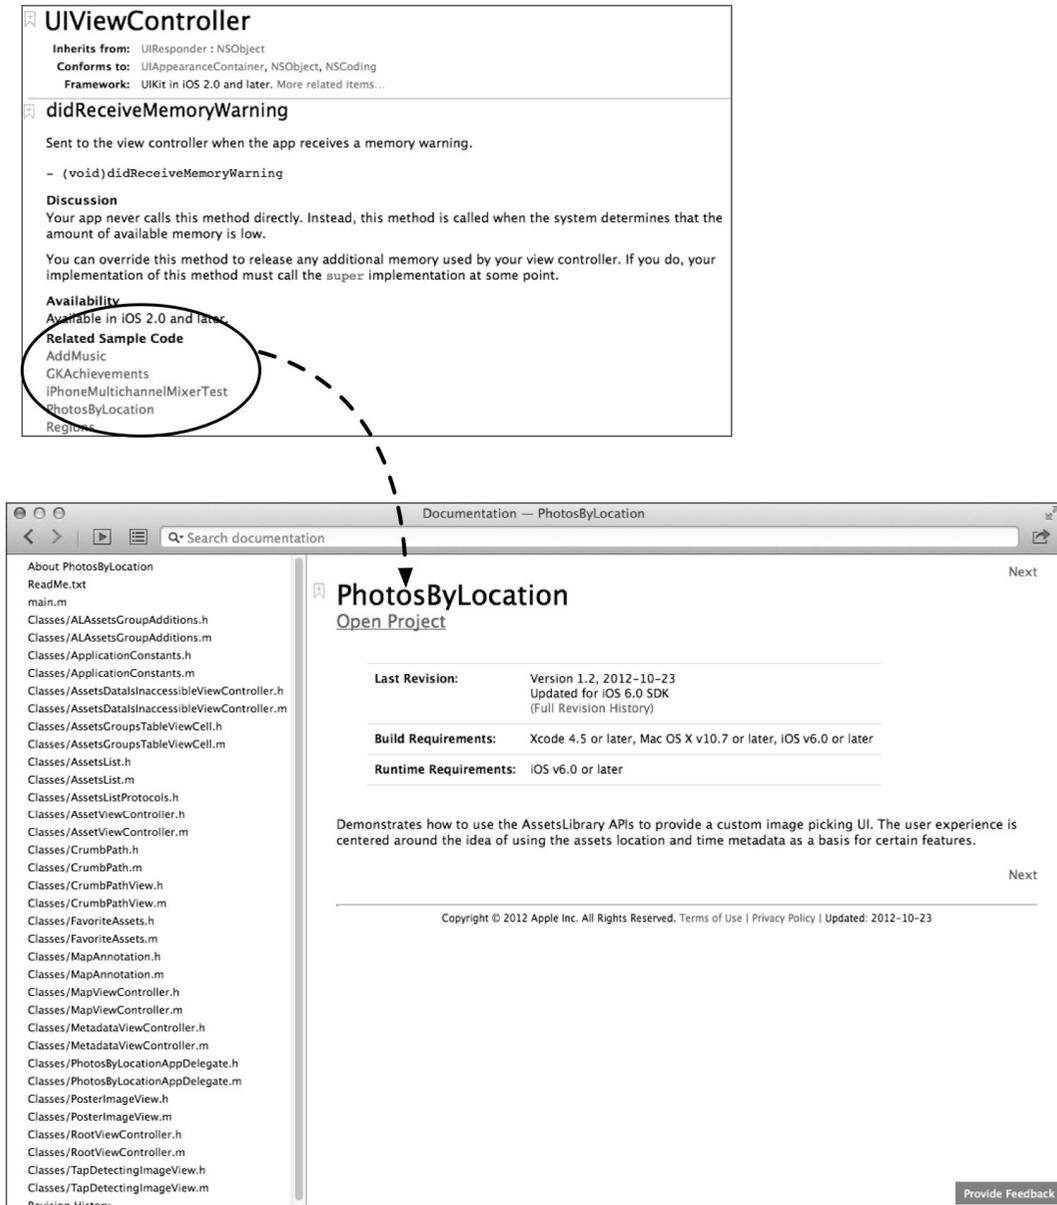 UIViewController
Inherits from: UIResponder : NSObject
Conforms to: UIAppearanceContainer, NSObject, NSCoding
Framework: UIKit in iOS 2.0 and later. More related items...
didReceiveMemoryWarning
Sent to the view controller when the app receives a memory warning.
- (void)didReceiveMemoryWarning
Discussion
Your app never calls this method directly. Instead, this method is called when the system determines that the
amount of available memory is low.
You can override this method to release any additional memory used by your view controller. If you do, your
implementation of this method must call the super implementation at some point.
Availability
Available in iOS 2.0 and later.
Related Sample Code
AddMusic
GKAchievements
iPhoneMultichannelMixerTest
PhotosByLocation
Regions
Documentation — PhotosByLocation
Search documentation
About PhotosByLocation
ReadMe.txt
main.m
Classes/ALAssetsGroupAdditions.h
Classes/ALAssetsGroupAdditions.m
Classes/ApplicationConstants.h
Classes/ApplicationConstants.m
Classes/AssetsDataIsInaccessibleViewController.h
Classes/AssetsDataIsInaccessibleViewController.m
Classes/AssetsGroupsTableViewCell.h
Classes/AssetsGroupsTableViewCell.m
Classes/AssetsList.h
Classes/AssetsList.m
Classes/AssetsListProtocols.h
Classes/AssetViewController.h
Classes/AssetViewController.m
Classes/CrumbPath.h
Classes/CrumbPath.m
Classes/CrumbPathView.h
Classes/CrumbPathView.m
Classes/FavoriteAssets.h
Classes/FavoriteAssets.m
Classes/MapAnnotation.h
Classes/MapAnnotation.m
Classes/MapViewController.h
Classes/MapViewController.m
Classes/MetadataViewController.h
Classes/MetadataViewController.m
Classes/PhotosByLocationAppDelegate.h
Classes/PhotosByLocationAppDelegate.m
Classes/PosterImageView.h
Classes/PosterImageView.m
Classes/RootViewController.h
Classes/RootViewController.m
Classes/TapDetectingImageView.h
Classes/TapDetectingImageView.m
Revision History
Next
PhotosByLocation
Open Project
Last Revision: Version 1.2, 2012-10-23
Updated for iOS 6.0 SDK
(Full Revision History)
Build Requirements: Xcode 4.5 or later, Mac OS X v10.7 or later, iOS v6.0 or later
Runtime Requirements: iOS v6.0 or later
Demonstrates how to use the AssetsLibrary APIs to provide a custom image picking UI. The user experience is
centered around the idea of using the assets location and time metadata as a basis for certain features.
Next
Copyright © 2012 Apple Inc. All Rights Reserved. Terms of Use | Privacy Policy | Updated: 2012-10-23
Provide Feedback